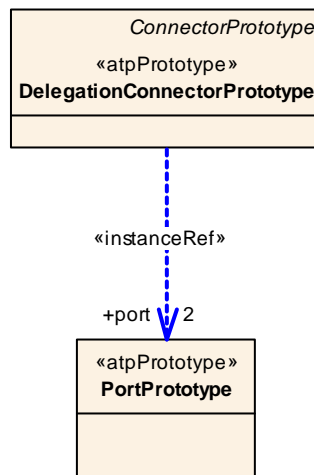 ConnectorPrototype
«atpPrototype»
DelegationConnectorPrototype
«instanceRef»
+port 2
«atpPrototype»
PortPrototype